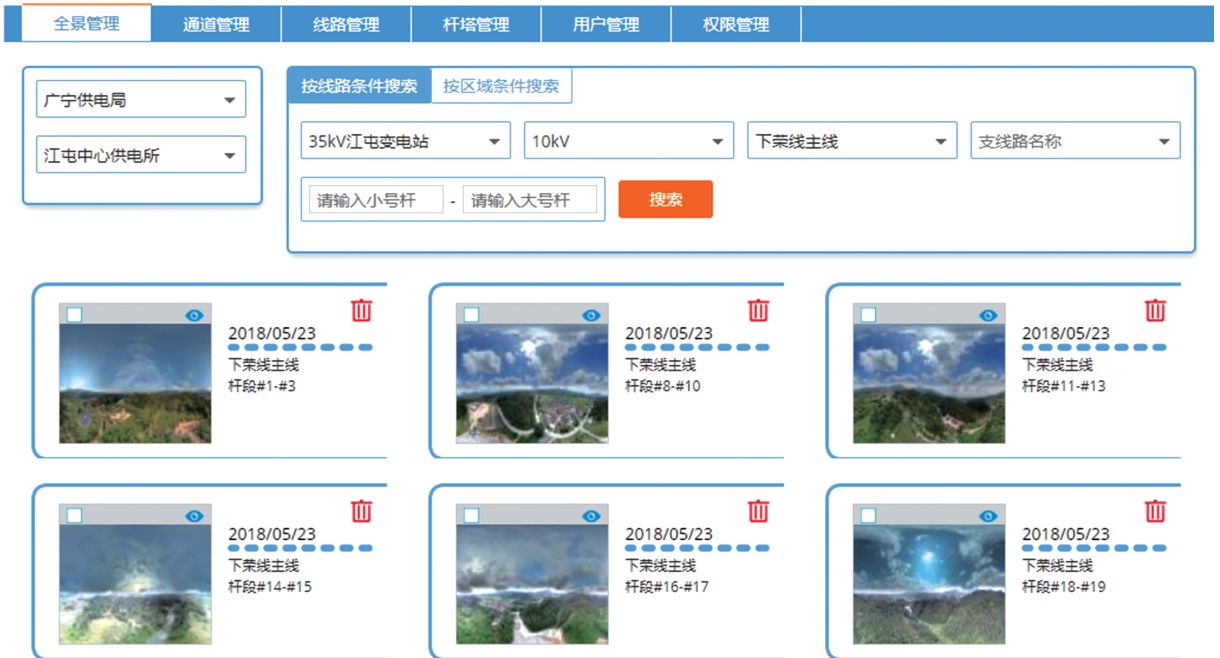 全景管理 通道管理 线路管理 杆塔管理 用户管理 权限管理
广宁供电局
江屯中心供电所
按线路条件搜索 按区域条件搜索
35kV江屯变电站 10kV 下荣线主线 支线路名称
请输入小号杆 - 请输入大号杆 搜索
2018/05/23
下荣线主线
杆段#1-#3
2018/05/23
下荣线主线
杆段#8-#10
2018/05/23
下荣线主线
杆段#11-#13
2018/05/23
下荣线主线
杆段#14-#15
2018/05/23
下荣线主线
杆段#16-#17
2018/05/23
下荣线主线
杆段#18-#19